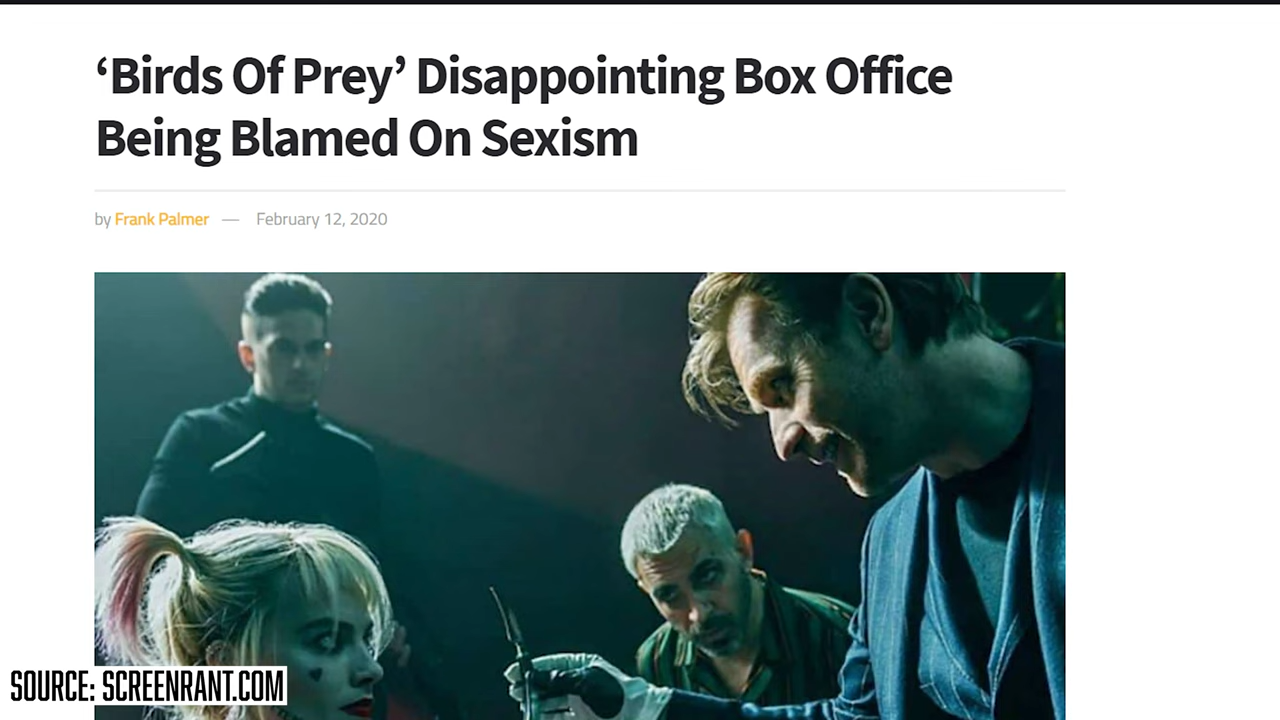 ‘Birds Of Prey’ Disappointing Box Office
Being Blamed On Sexism
by Frank Palmer — February 12, 2020
SOURCE: SCREENRANT.COM